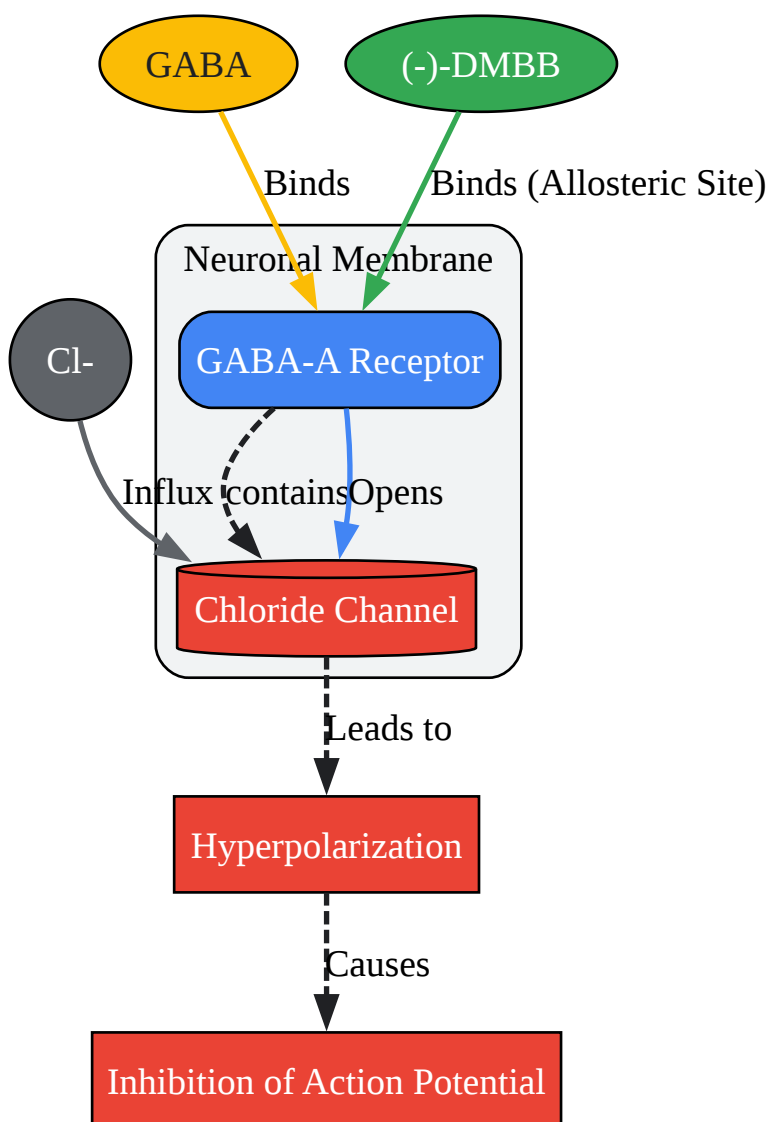 GABA
(-)-DMBB
Binds
Binds (Allosteric Site)
Neuronal Membrane
Cl-
GABA-A Receptor
Influx
contains
Opens
Chloride Channel
Leads to
Hyperpolarization
Causes
Inhibition of Action Potential